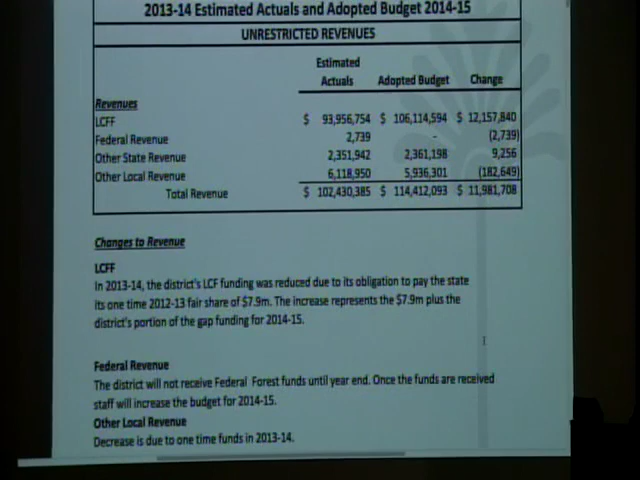 2013-14 Estimated Actuals and Adopted Budget 2014-15
UNRESTRICTED REVENUES
Estimated
Actuals Adopted Budget Change
Revenues
LCFF $ 93,956,754 $ 106,114,594 $ 12,157,840
Federal Revenue 2,739 - (2,739)
Other State Revenue 2,351,942 2,361,198 9,256
Other Local Revenue 6,118,950 5,936,301 (182,649)
Total Revenue $ 102,430,385 $ 114,412,093 $ 11,981,708
Changes to Revenue
LCFF
In 2013-14, the district's LCF funding was reduced due to its obligation to pay the state
its one time 2012-13 fair share of $7.9m. The increase represents the $7.9m plus the
district's portion of the gap funding for 2014-15.
Federal Revenue
The district will not receive Federal Forest funds until year end. Once the funds are received
staff will increase the budget for 2014-15.
Other Local Revenue
Decrease is due to one time funds in 2013-14.